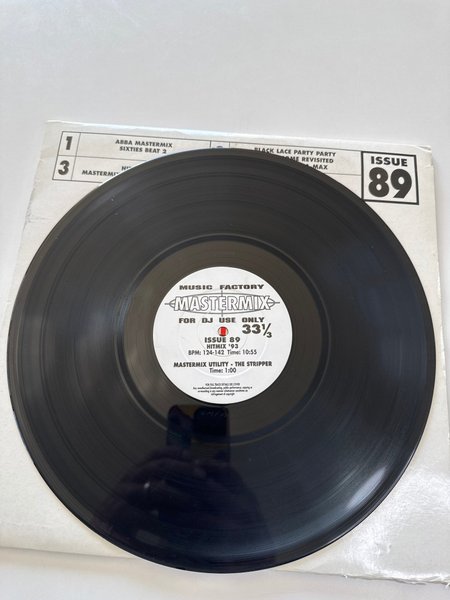 1
ABBA MASTERMIX
SIXTIES BEAT 2
BLACK LACE PARTY PARTY
REVISITED
3
MASTERMIX
MAX
ISSUE
89
MUSIC FACTORY
MASTERMIX
FOR DJ USE ONLY
33⅓
ISSUE 89
HITMIX '93
BPM: 124-142 Time: 10:55
MASTERMIX UTILITY - THE STRIPPER
Time: 1:00